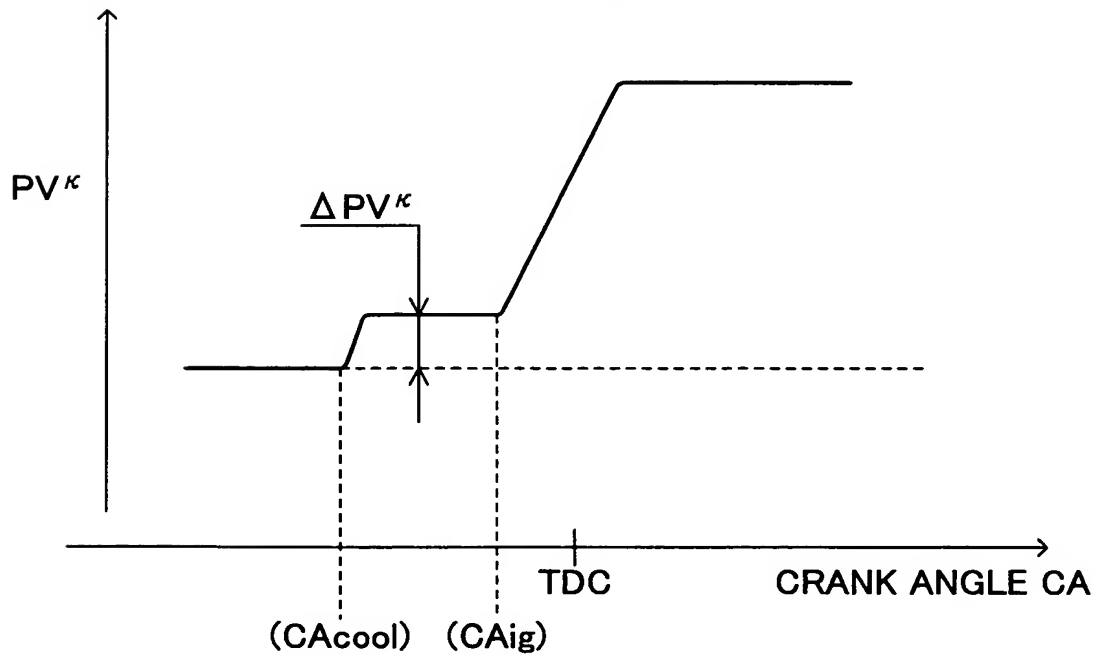 PV^κ
ΔPV^κ
TDC
CRANK ANGLE CA
(CAcool) (CAig)